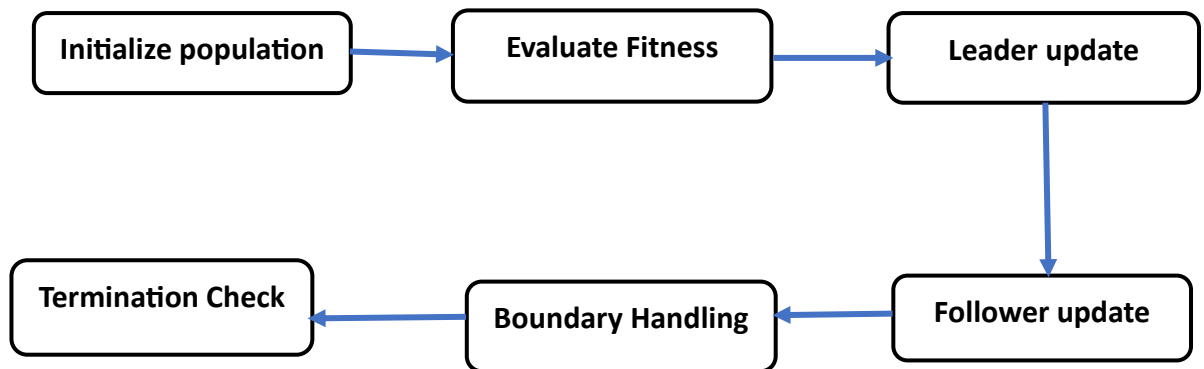 Initialize population
Evaluate Fitness
Leader update
Follower update
Boundary Handling
Termination Check